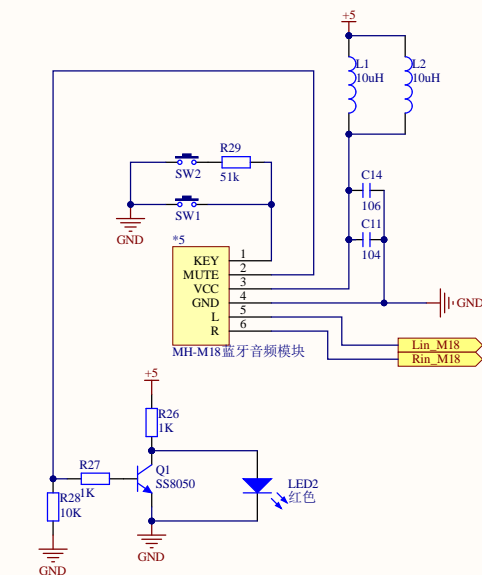 +5
L1
L2
10uH
10uH
R29
SW2
51k
C14
106
SW1
GND
C11
104
*5
KEY
1
MUTE
2
VCC
3
GND
4
GND
L
5
R
6
Lin_M18
MH-M18蓝牙音频模块
Rin_M18
+5
R26
1K
R27
Q1
1K
SS8050
LED2
红色
R28
10K
GND
GND